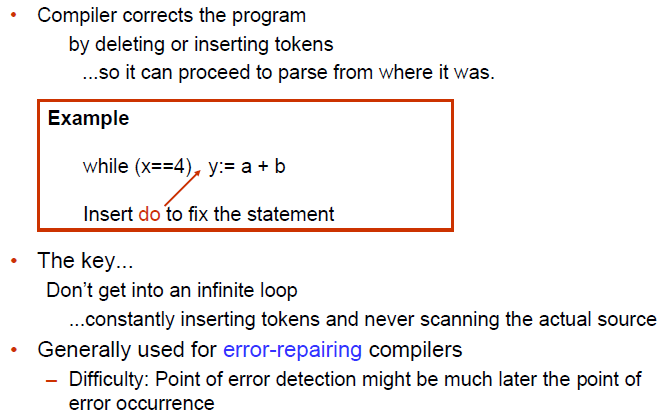 • Compiler corrects the program
by deleting or inserting tokens
...so it can proceed to parse from where it was.
Example
while (x==4) y:= a + b
Insert do to fix the statement
• The key...
Don't get into an infinite loop
...constantly inserting tokens and never scanning the actual source
• Generally used for error-repairing compilers
– Difficulty: Point of error detection might be much later the point of
error occurrence